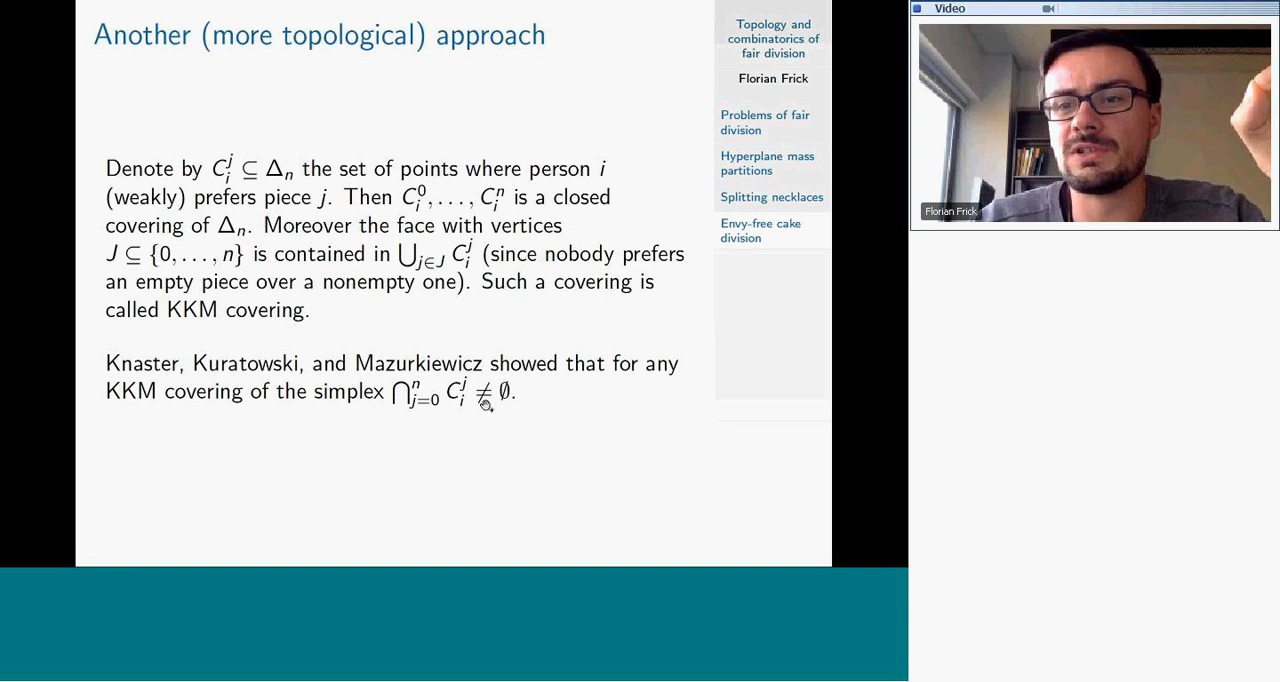 Another (more topological) approach
Denote by C_i^j ⊆ Δ_n the set of points where person i
(weakly) prefers piece j. Then C_i^0, . . . , C_i^n is a closed
covering of Δ_n. Moreover the face with vertices
J ⊆ {0, . . . , n} is contained in ⋃_{j∈J} C_i^j (since nobody prefers
an empty piece over a nonempty one). Such a covering is
called KKM covering.
Knaster, Kuratowski, and Mazurkiewicz showed that for any
KKM covering of the simplex ⋂_{j=0}^n C_i^j ≠ ∅.
Topology and
combinatorics of
fair division
Florian Frick
Problems of fair
division
Hyperplane mass
partitions
Splitting necklaces
Envy-free cake
division
Video
Florian Frick